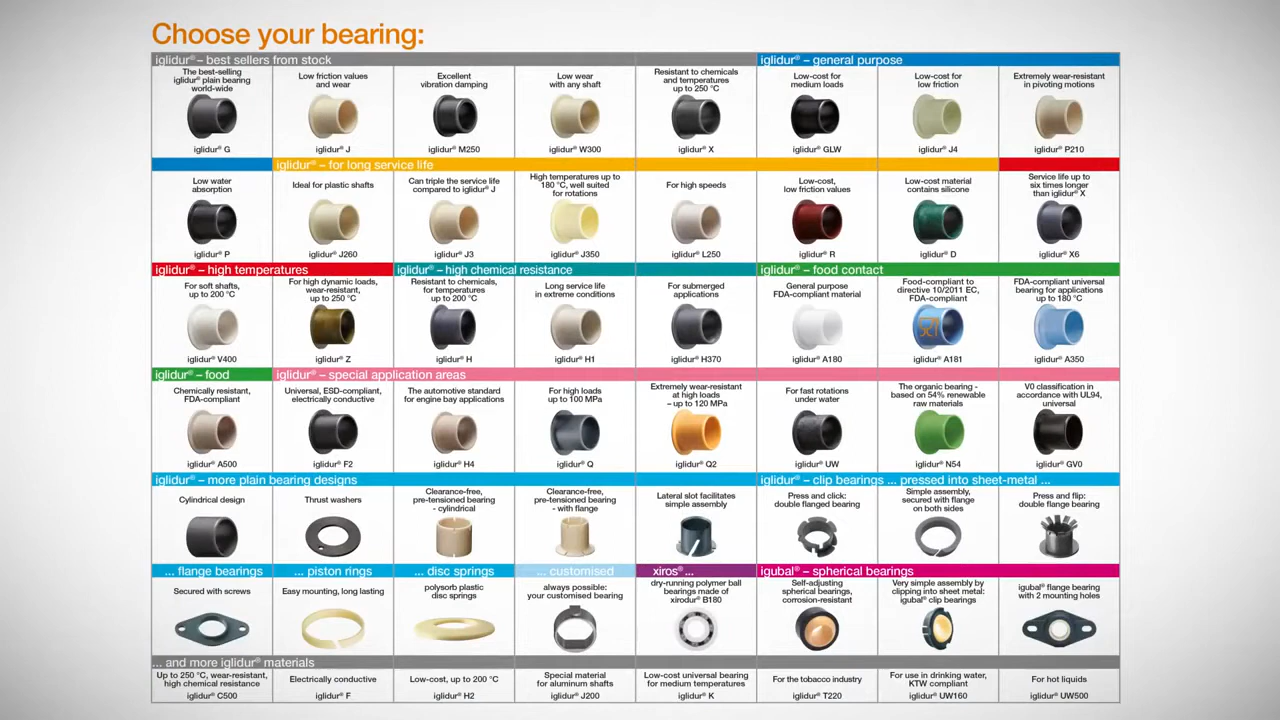 Choose your bearing:
iglidur® – best sellers from stock
iglidur® – general purpose
The best-selling
iglidur® plain bearing
world-wide
iglidur® G
Low friction values
and wear
iglidur® J
Excellent
vibration damping
iglidur® M250
Low wear
with any shaft
iglidur® W300
Resistant to chemicals
and temperatures
up to 250 °C
iglidur® X
Low-cost for
medium loads
iglidur® GLW
Low-cost for
low friction
iglidur® J4
Extremely wear-resistant
in pivoting motions
iglidur® P210
iglidur® – for long service life
Low water
absorption
iglidur® P
Ideal for plastic shafts
iglidur® J260
Can triple the service life
compared to iglidur® J
iglidur® J3
High temperatures up to
180 °C, well suited
for rotations
iglidur® J350
For high speeds
iglidur® L250
Low-cost,
low friction values
iglidur® R
Low-cost material
contains silicone
iglidur® D
Service life up to
six times longer
than iglidur® X
iglidur® X6
iglidur® – high temperatures
iglidur® – high chemical resistance
iglidur® – food contact
For soft shafts,
up to 200 °C
iglidur® V400
For high dynamic loads,
wear-resistant,
up to 250 °C
iglidur® Z
Resistant to chemicals,
for temperatures
up to 200 °C
iglidur® H
Long service life
in extreme conditions
iglidur® H1
For submerged
applications
iglidur® H370
General purpose
FDA-compliant material
iglidur® A180
Food-compliant to
directive 10/2011 EC,
FDA-compliant
iglidur® A181
FDA-compliant universal
bearing for applications
up to 180 °C
iglidur® A350
iglidur® – food
iglidur® – special application areas
Chemically resistant,
FDA-compliant
iglidur® A500
Universal, ESD-compliant,
electrically conductive
iglidur® F2
The automotive standard
for engine bay applications
iglidur® H4
For high loads
up to 100 MPa
iglidur® Q
Extremely wear-resistant
at high loads
– up to 120 MPa
iglidur® Q2
For fast rotations
under water
iglidur® UW
The organic bearing -
based on 54% renewable
raw materials
iglidur® N54
V0 classification in
accordance with UL94,
universal
iglidur® GV0
iglidur® – more plain bearing designs
iglidur® – clip bearings ... pressed into sheet-metal ...
Cylindrical design
Thrust washers
Clearance-free,
pre-tensioned bearing
- cylindrical
Clearance-free,
pre-tensioned bearing
- with flange
Lateral slot facilitates
simple assembly
Press and click:
double flanged bearing
Simple assembly,
secured with flange
on both sides
Press and flip:
double flange bearing
... flange bearings
... piston rings
... disc springs
... customised
xiros® ...
igubal® – spherical bearings
Secured with screws
Easy mounting, long lasting
polysorb plastic
disc springs
always possible:
your customised bearing
dry-running polymer ball
bearings made of
xirodur® B180
Self-adjusting
spherical bearings,
corrosion-resistant
Very simple assembly by
clipping into sheet metal:
igubal® clip bearings
igubal® flange bearing
with 2 mounting holes
... and more iglidur® materials
Up to 250 °C, wear-resistant,
high chemical resistance
iglidur® C500
Electrically conductive
iglidur® F
Low-cost, up to 200 °C
iglidur® H2
Special material
for aluminum shafts
iglidur® J200
Low-cost universal bearing
for medium temperatures
iglidur® K
For the tobacco industry
iglidur® T220
For use in drinking water,
KTW compliant
iglidur® UW160
For hot liquids
iglidur® UW500